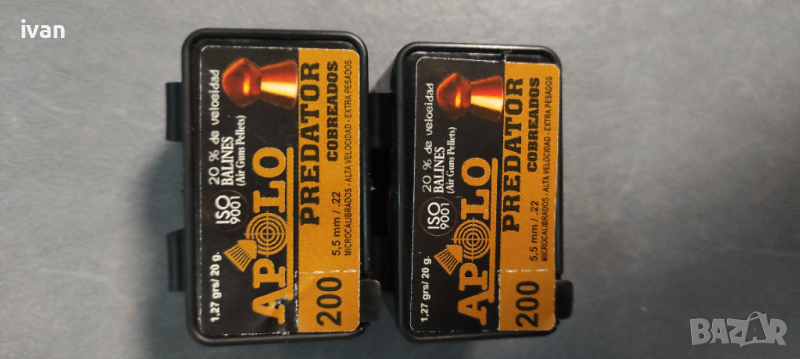 ivan
20 % de velocidad
ISO
9001
BALINES
(Air Guns Pellets)
APOLO
PREDATOR
COBREADOS
1,27 grs/ 20 g.
5,5 mm / .22
MICROCALIBRADOS - ALTA VELOCIDAD - EXTRA PESADOS
200
20 % de velocidad
ISO
9001
BALINES
(Air Guns Pellets)
APOLO
PREDATOR
COBREADOS
1,27 grs/ 20 g.
5,5 mm / .22
MICROCALIBRADOS - ALTA VELOCIDAD - EXTRA PESADOS
200
BAZAR